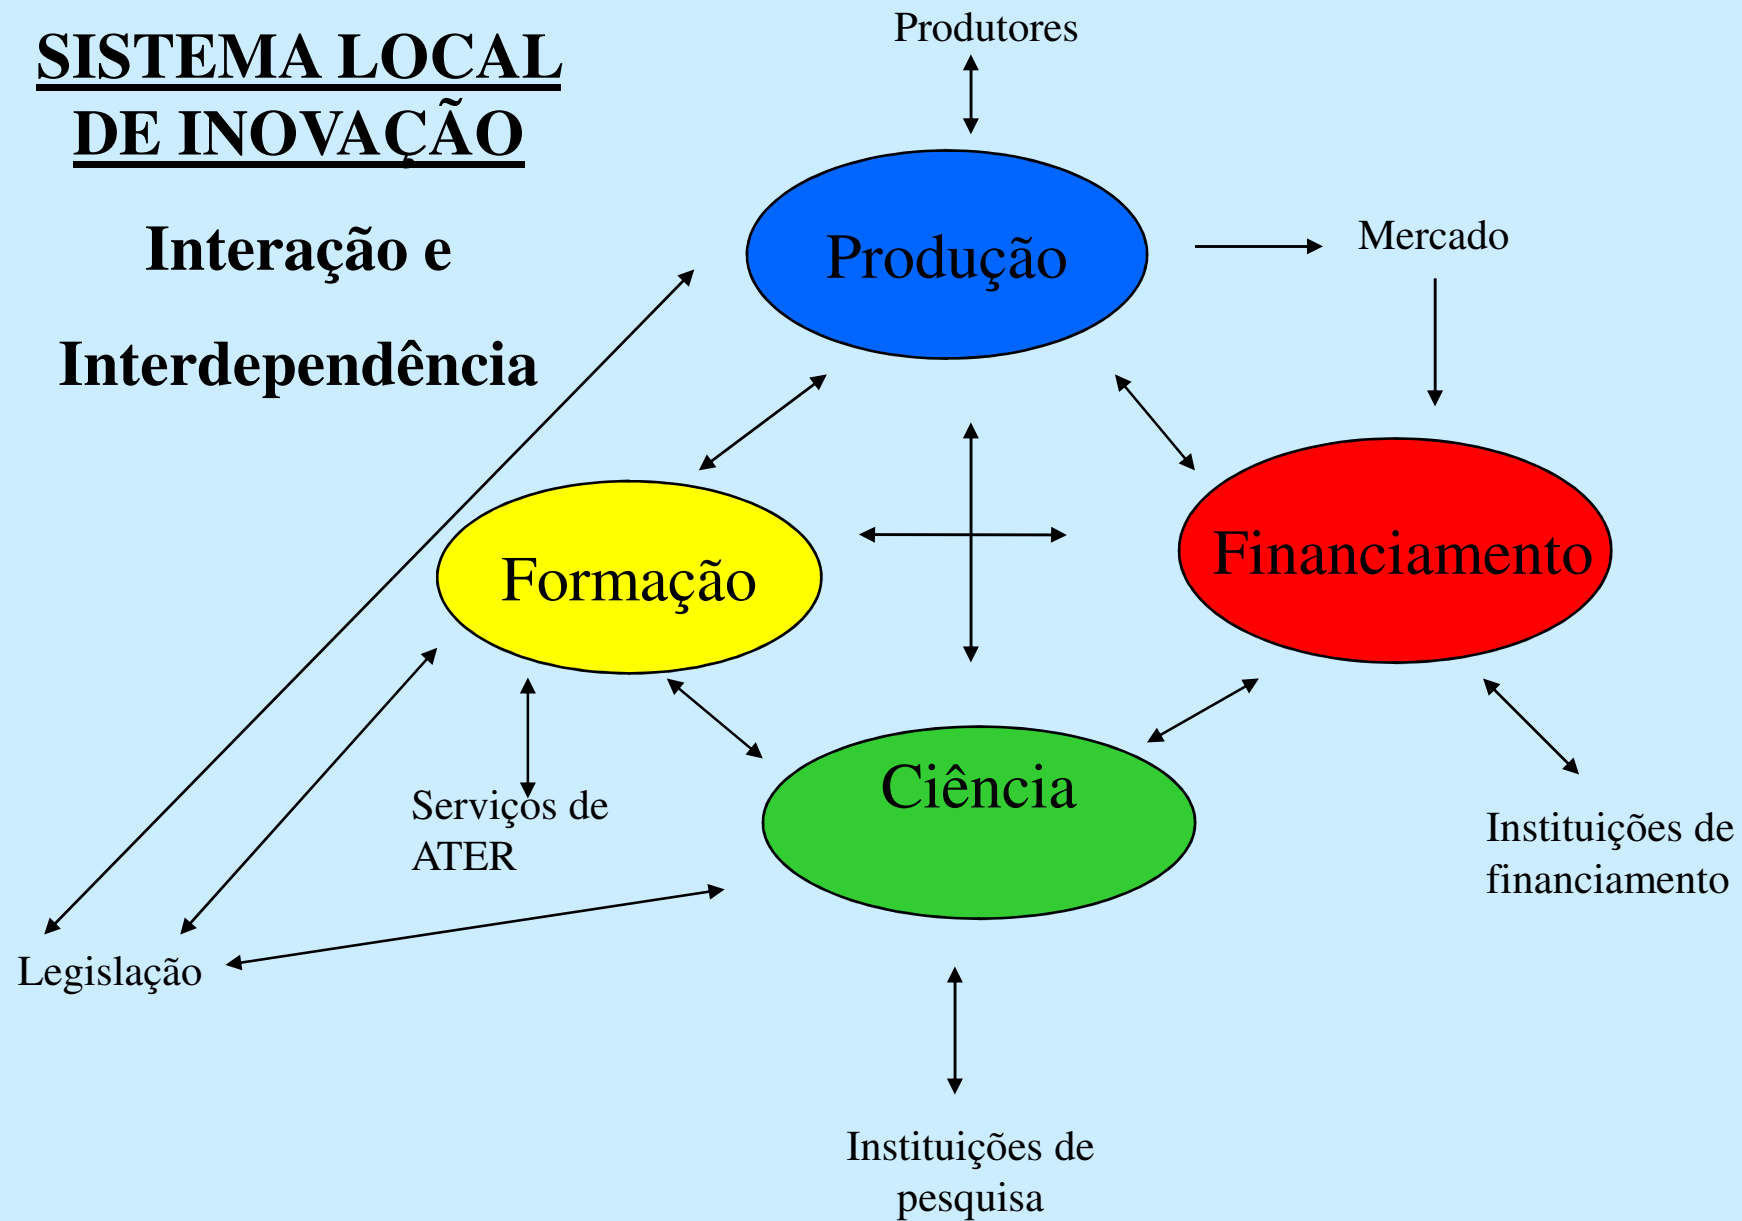 SISTEMA LOCAL
DE INOVAÇÃO
Interação e
Interdependência
Produtores
Produção
Mercado
Formação
Financiamento
Ciência
Serviços de
ATER
Instituições de
financiamento
Legislação
Instituições de
pesquisa